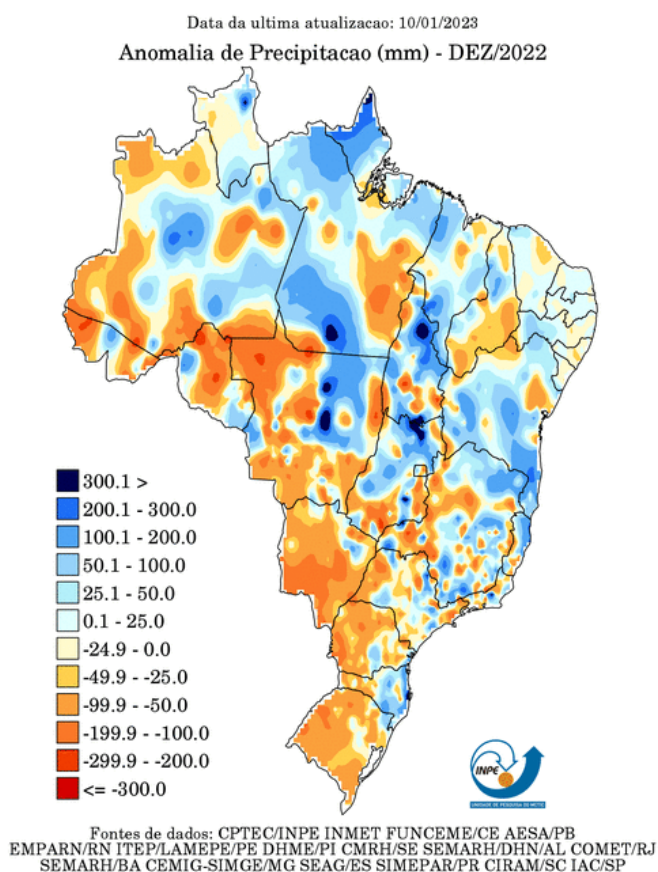 Data da ultima atualizacao: 10/01/2023
Anomalia de Precipitacao (mm) - DEZ/2022
300.1 >
200.1 - 300.0
100.1 - 200.0
50.1 - 100.0
25.1 - 50.0
0.1 - 25.0
-24.9 - 0.0
-49.9 - -25.0
-99.9 - -50.0
-199.9 - -100.0
-299.9 - -200.0
<= -300.0
INPE
UNIDADE DE PESQUISA DE METEO
Fontes de dados: CPTEC/INPE INMET FUNCEME/CE AESA/PB
EMPARN/RN ITEP/LAMEPE/PE DHME/PI CMRH/SE SEMARH/DHN/AL COMET/RJ
SEMARH/BA CEMIG-SIMGE/MG SEAG/ES SIMEPAR/PR CIRAM/SC IAC/SP